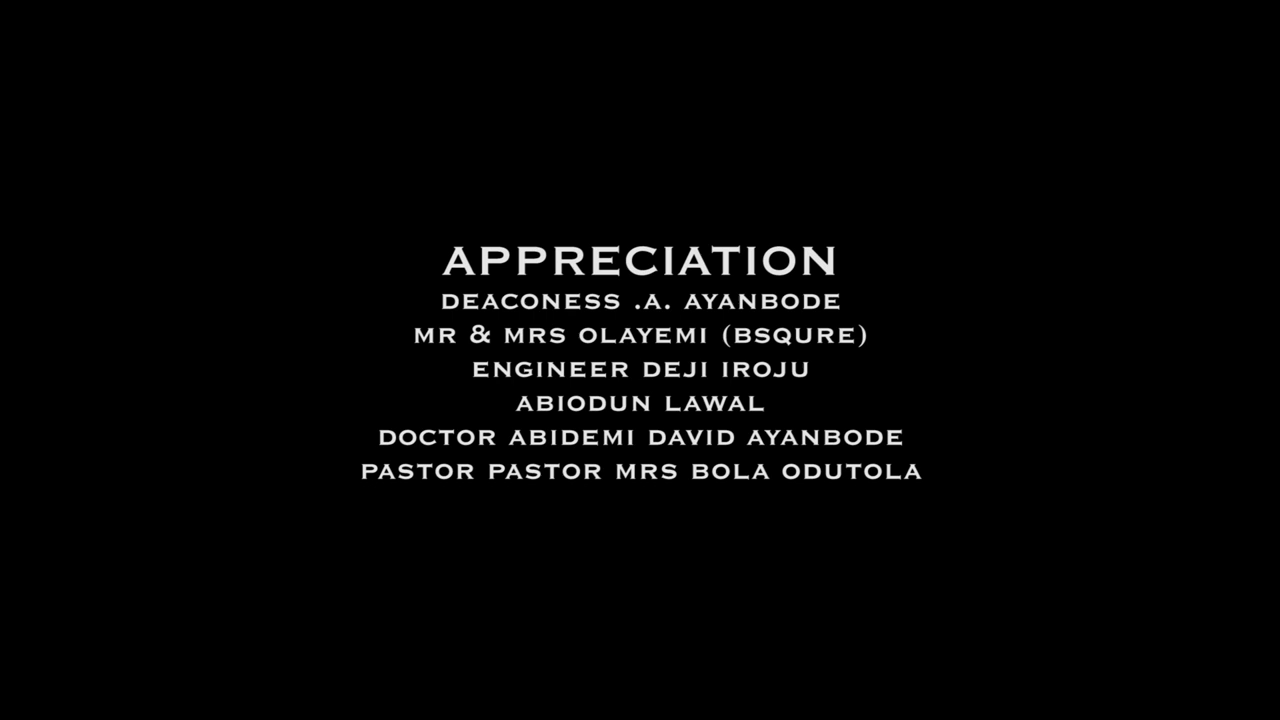 APPRECIATION
DEACONESS .A. AYANBODE
MR & MRS OLAYEMI (BSQURE)
ENGINEER DEJI IROJU
ABIODUN LAWAL
DOCTOR ABIDEMI DAVID AYANBODE
PASTOR PASTOR MRS BOLA ODUTOLA